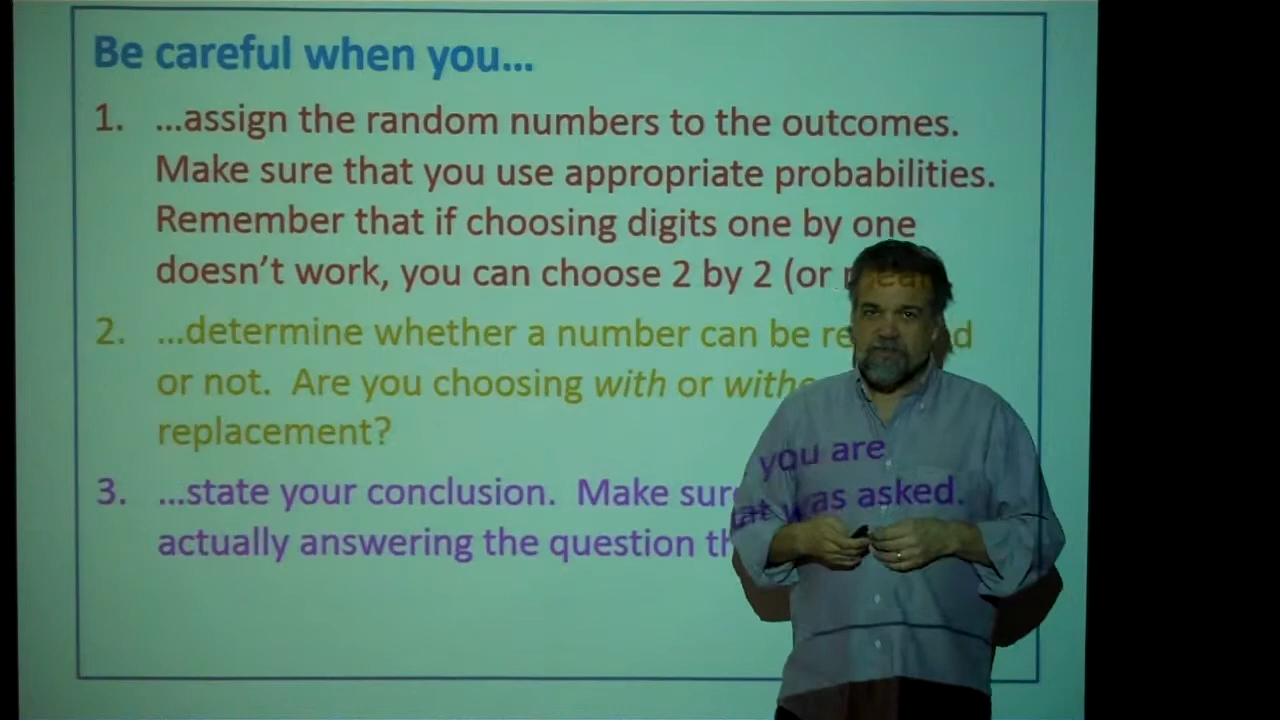 Be careful when you...
1. ...assign the random numbers to the outcomes.
Make sure that you use appropriate probabilities.
Remember that if choosing digits one by one
doesn't work, you can choose 2 by 2 (or
2. ...determine whether a number can be
or not. Are you choosing with or
replacement?
3. ...state your conclusion. Make sure you are
actually answering the question that was asked.